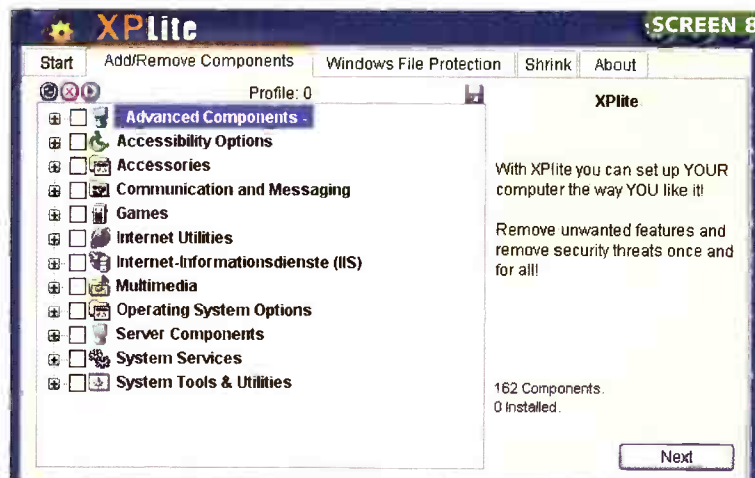 XPlite
SCREEN 8
Start
Add/Remove Components
Windows File Protection
Shrink
About
Profile: 0
XPlite
Advanced Components -
Accessibility Options
Accessories
Communication and Messaging
Games
Internet Utilities
Internet-Informationsdienste (IIS)
Multimedia
Operating System Options
Server Components
System Services
System Tools & Utilities
With XPlite you can set up YOUR
computer the way YOU like it!
Remove unwanted features and
remove security threats once and
for all!
162 Components.
0 Installed.
Next